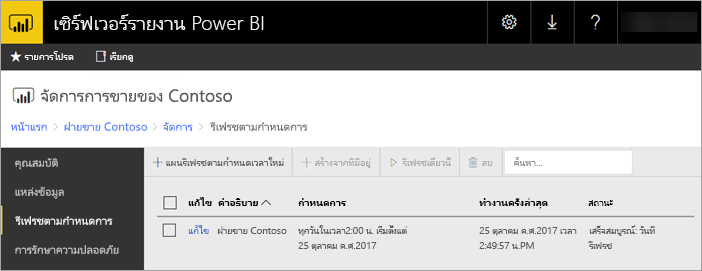 เซิร์ฟเวอร์รายงาน Power BI
รายการโปรด เรียกดู
จัดการการขายของ Contoso
หน้าแรก > ฝ่ายขาย Contoso > จัดการ > รีเฟรชตามกำหนดการ
คุณสมบัติ
แหล่งข้อมูล
รีเฟรชตามกำหนดการ
การรักษาความปลอดภัย
+ แผนรีเฟรชตามกำหนดเวลาใหม่ + สร้างจากที่มีอยู่ รีเฟรชเดี๋ยวนี้ ลบ ค้นหา...
แก้ไข คำอธิบาย กำหนดการ ทำงานครั้งล่าสุด สถานะ
แก้ไข ฝ่ายขาย Contoso ทุกวันในเวลา2:00 น. เริ่มตั้งแต่ 25 ตุลาคม ค.ศ.2017 เวลา เสร็จสมบูรณ์: วันที่
25 ตุลาคม ค.ศ.2017 2:49:57 น.PM รีเฟรช